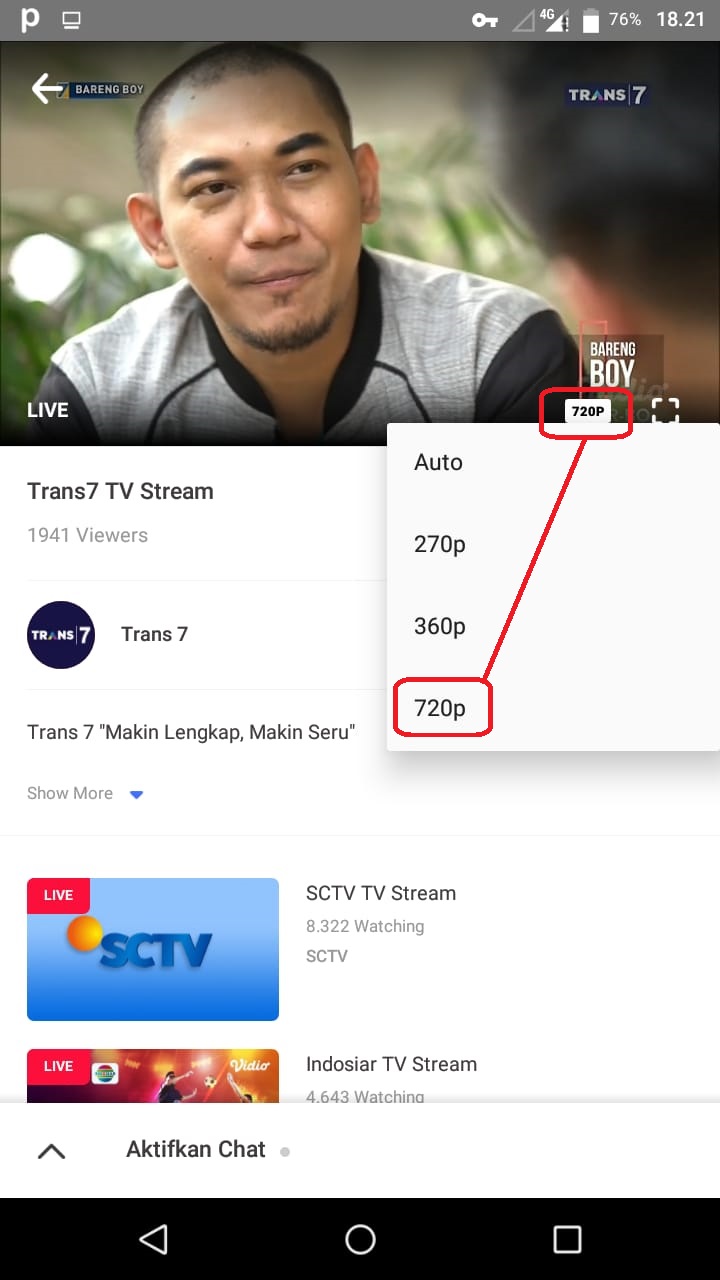 76% 18.21
4G
BARENG BOY
TRANS|7
BARENG
BOY
LIVE
720P
Auto
270p
360p
720p
Trans7 TV Stream
1941 Viewers
TRANS|7
Trans 7
Trans 7 "Makin Lengkap, Makin Seru"
Show More
LIVE
SCTV
SCTV TV Stream
8.322 Watching
SCTV
LIVE
Vidio
Indosiar TV Stream
4.643 Watching
Aktifkan Chat